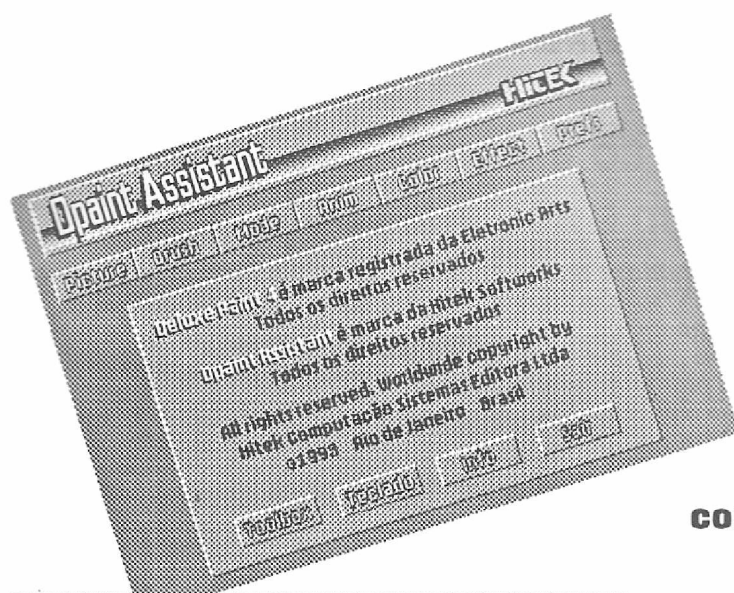 HITEK
Dpaint Assistant
Picture Brush Mode Anim Color Effect Prefs
Deluxe Paint 4 é marca registrada da Eletronic Arts
Todos os direitos reservados
Dpaint Assistant é marca da Hitek Softworks
Todos os direitos reservados
All rights reserved. Worldwide copyright by
Hitek Computação Sistemas Editora Ltda
©1993 Rio de Janeiro Brasil
Toolbox Teclado Info
co